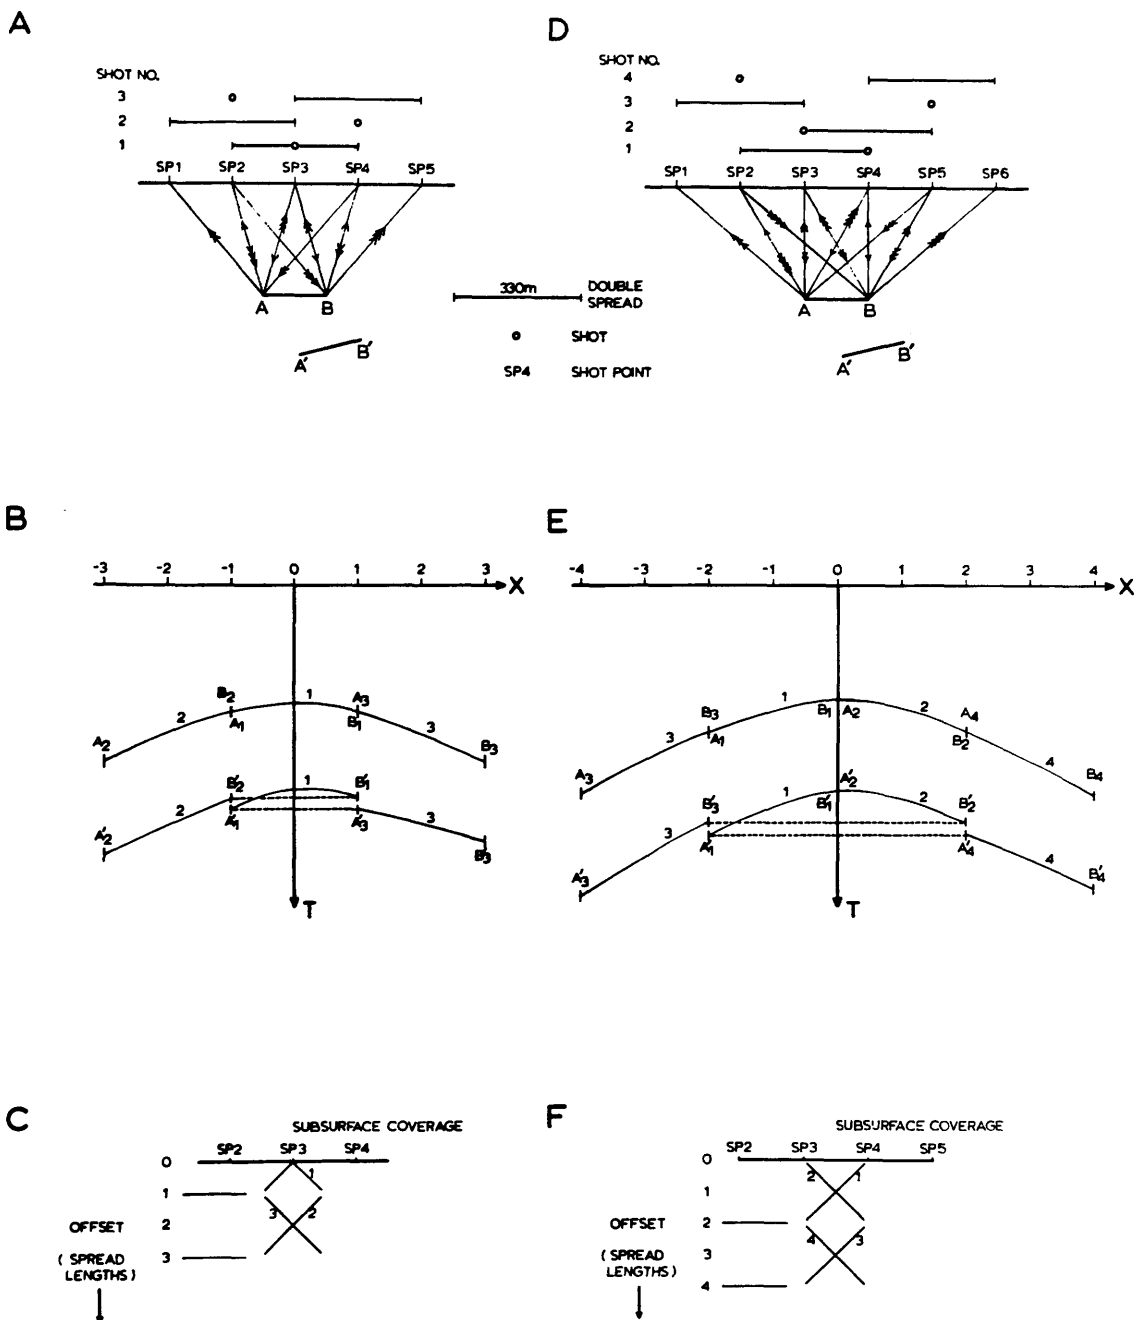 A
SHOT NO.
3
2
1
SP1 SP2 SP3 SP4 SP5
A B
A' B'
330m DOUBLE SPREAD
SHOT
SP4 SHOT POINT
D
SHOT NO.
4
3
2
1
SP1 SP2 SP3 SP4 SP5 SP6
A B
A' B'
B
-3 -2 -1 0 1 2 3 X
A2 2 B2 A1 1 A3 B1 3 B3
A'2 2 B'2 A'1 1 B'1 A'3 3 B3
T
E
-4 -3 -2 -1 0 1 2 3 4 X
A3 3 B3 A1 1 B1 A2 2 A4 B2 4 B4
A'3 3 B'3 A'1 1 B'1 A'2 2 B'2 A'4 4 B'4
T
C
SUBSURFACE COVERAGE
SP2 SP3 SP4
0
1
1
OFFSET 2
3 2
(SPREAD LENGTHS) 3
F
SUBSURFACE COVERAGE
SP2 SP3 SP4 SP5
0
2 1
1
OFFSET 2
4 3
(SPREAD LENGTHS) 3
4